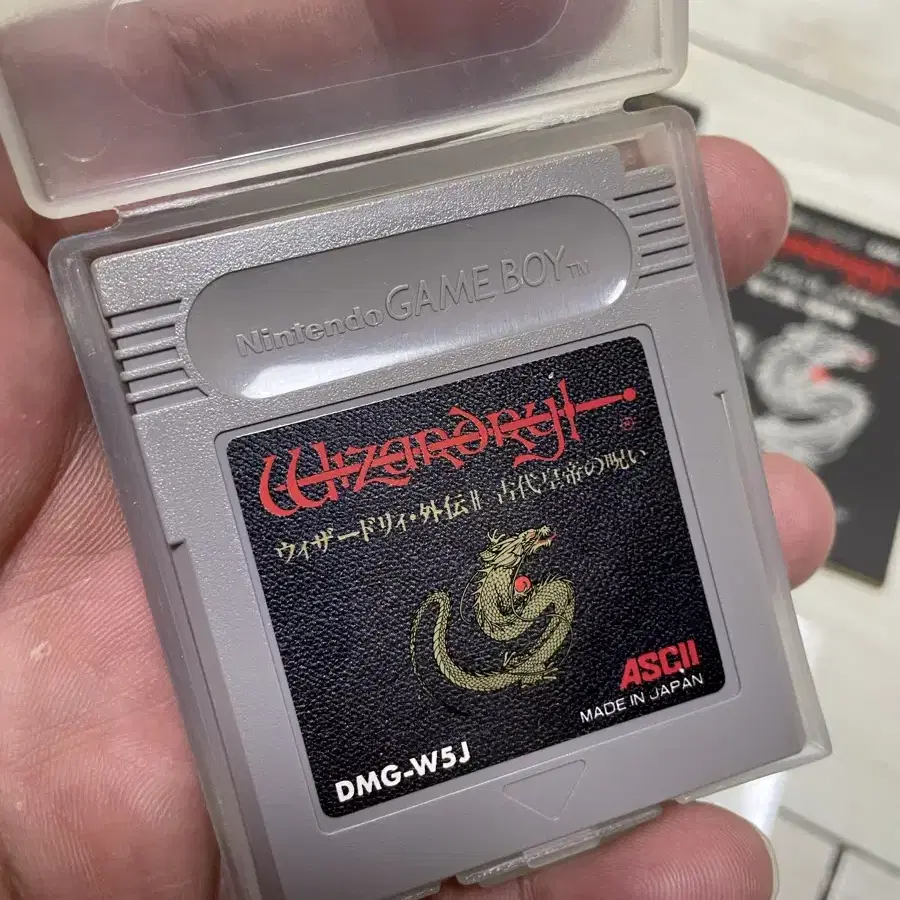 Nintendo GAME BOY™
Wizardry
ウィザードリィ・外伝II 古代皇帝の呪い
ASCII
MADE IN JAPAN
DMG-W5J